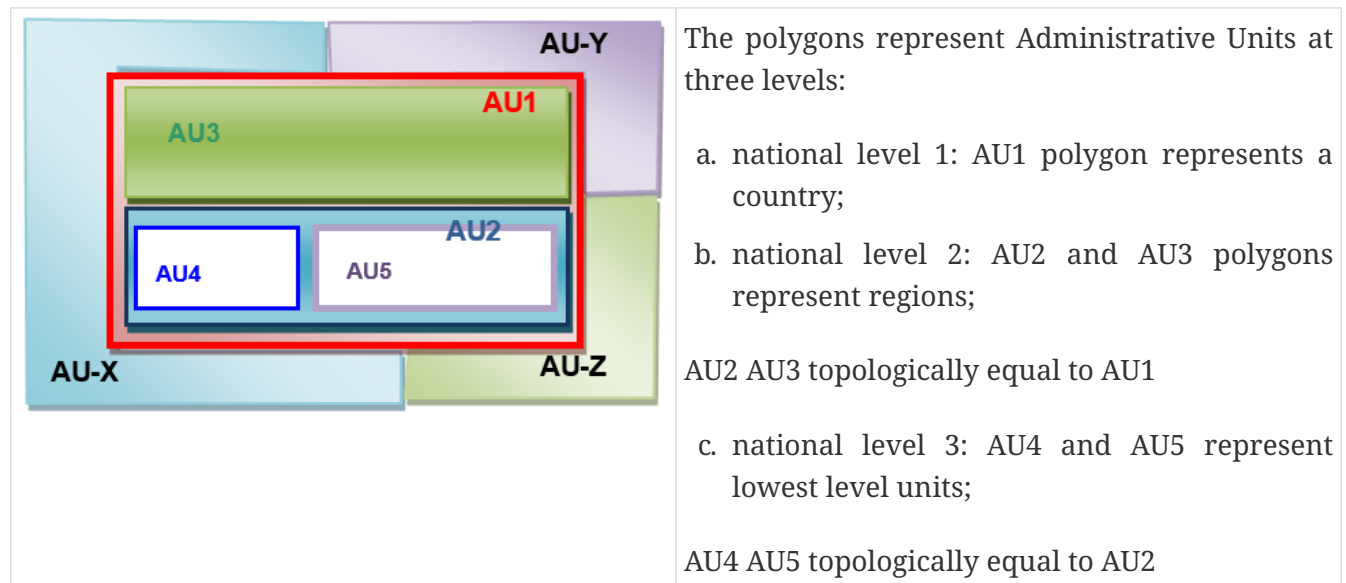 AU-Y
AU1
AU3
AU2
AU4
AU5
AU-X
AU-Z
The polygons represent Administrative Units at
three levels:
a. national level 1: AU1 polygon represents a
country;
b. national level 2: AU2 and AU3 polygons
represent regions;
AU2 AU3 topologically equal to AU1
c. national level 3: AU4 and AU5 represent
lowest level units;
AU4 AU5 topologically equal to AU2